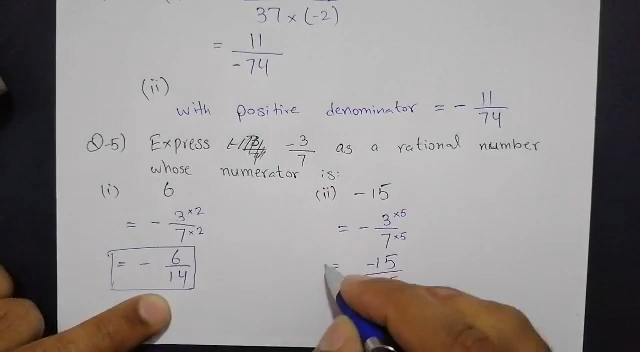 37 × (-2)
= 11/-74
(ii)
with positive denominator = - 11/74
Q-5) Express -3/7 as a rational number
whose numerator is:
(i) 6 (ii) -15
= - 3×2/7×2 = - 3×5/7×5
= - 6/14 = -15/